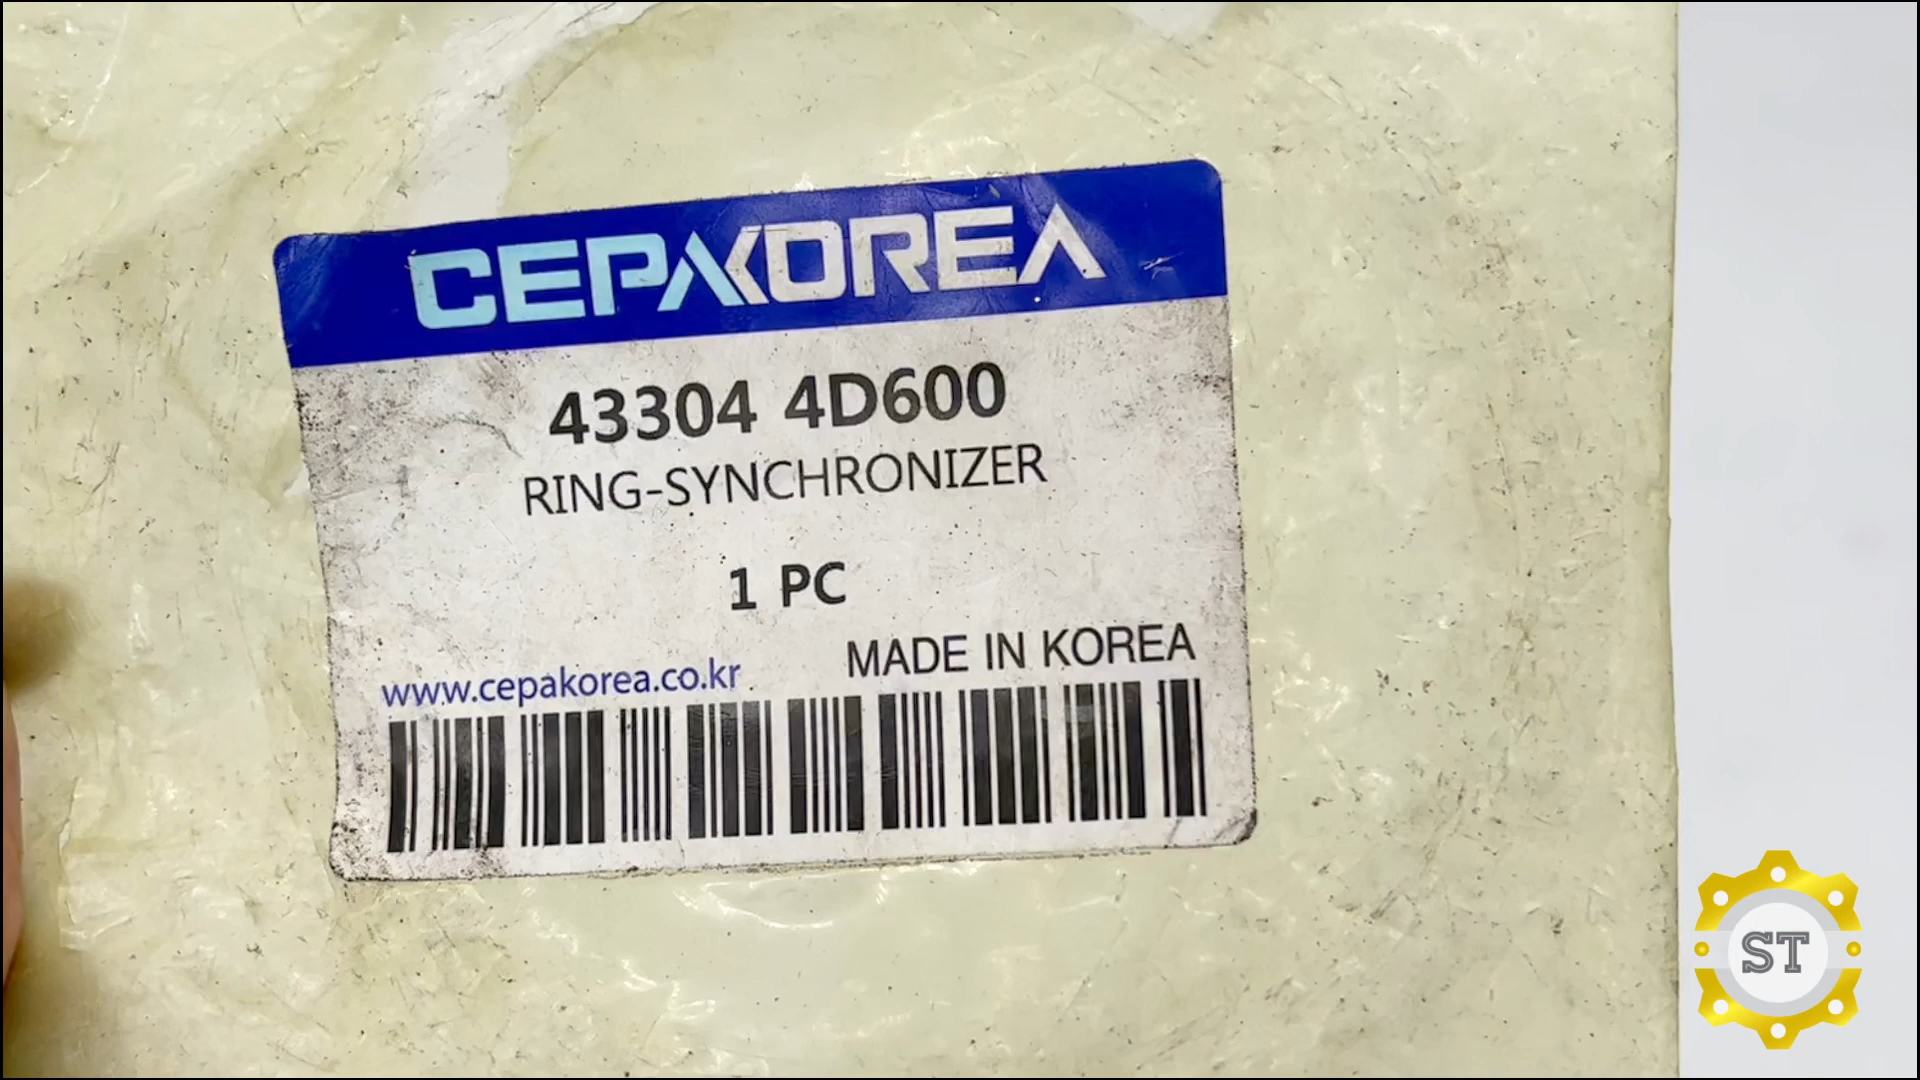 CEPAKOREA
43304 4D600
RING-SYNCHRONIZER
1 PC
MADE IN KOREA
www.cepakorea.co.kr
ST